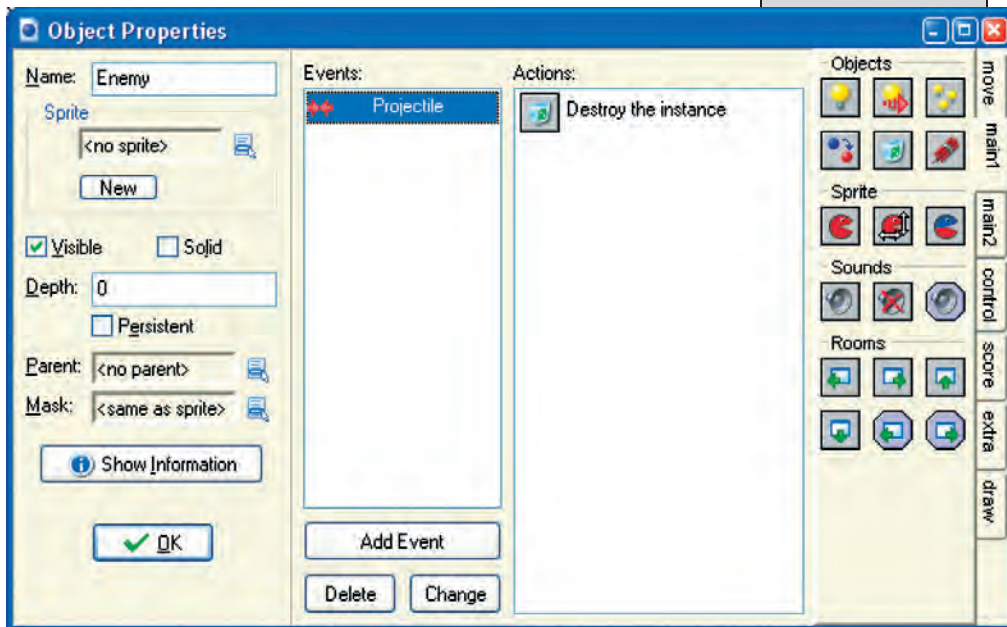 Object Properties
Name: Enemy
Sprite
<no sprite>
New
Visible
Solid
Depth: 0
Persistent
Parent: <no parent>
Mask: <same as sprite>
Show Information
OK
Events:
Projectile
Add Event
Delete
Change
Actions:
Destroy the instance
Objects
Sprite
Sounds
Rooms
move
main1
main2
control
score
extra
draw